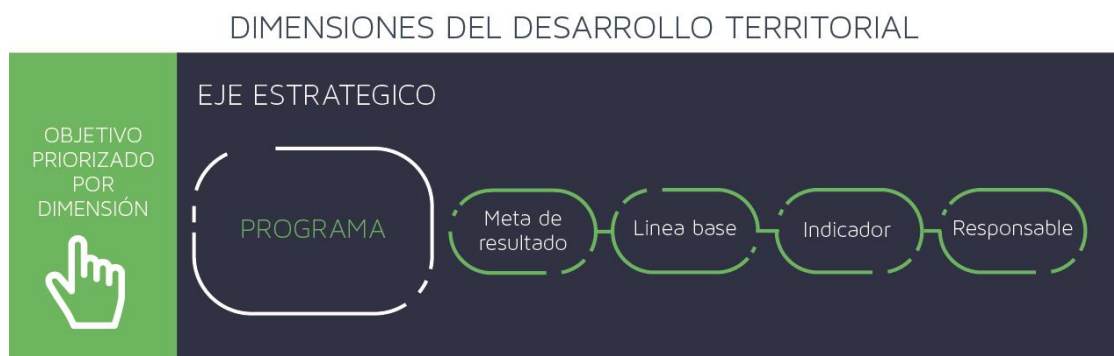 DIMENSIONES DEL DESARROLLO TERRITORIAL
OBJETIVO
PRIORIZADO
POR
DIMENSIÓN
EJE ESTRATEGICO
PROGRAMA
Meta de
resultado
Linea base
Indicador
Responsable